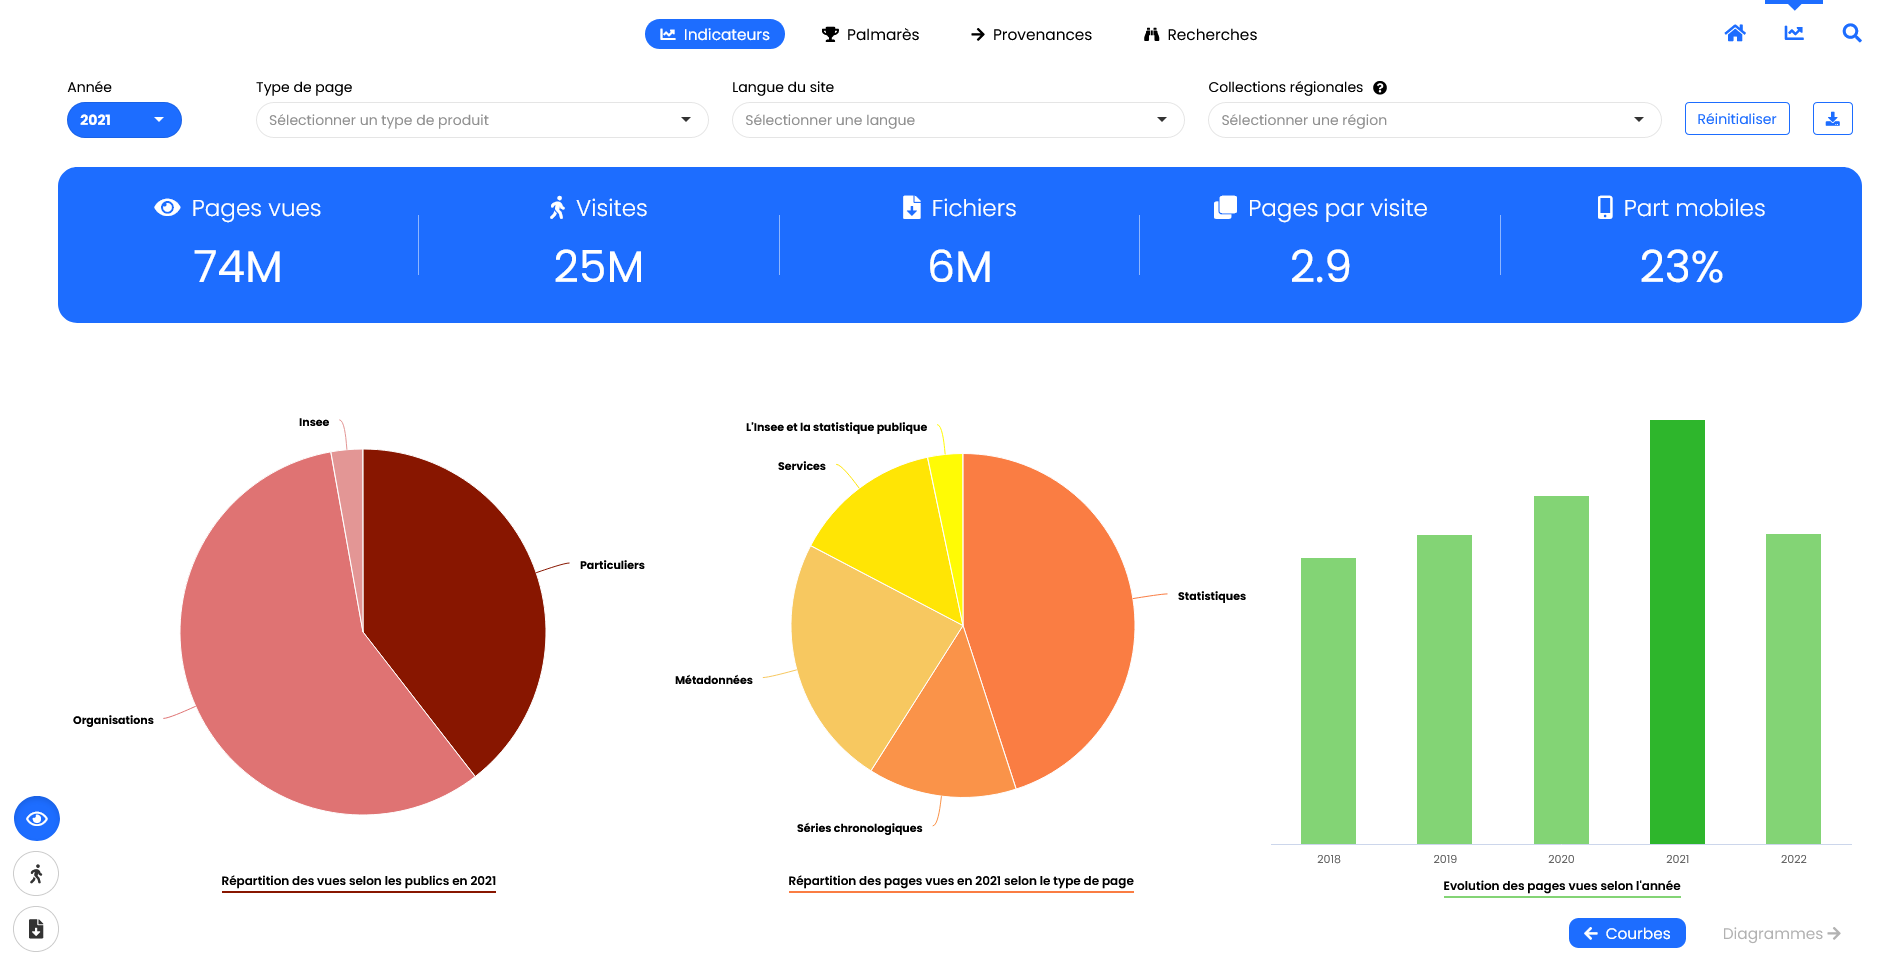 Indicateurs
Palmarès
Provenances
Recherches
Année
Type de page
Langue du site
Collections régionales ?
2021
Sélectionner un type de produit
Sélectionner une langue
Sélectionner une région
Réinitialiser
Pages vues
Visites
Fichiers
Pages par visite
Part mobiles
74M
25M
6M
2.9
23%
Insee
Particuliers
Organisations
Répartition des vues selon les publics en 2021
L'Insee et la statistique publique
Services
Statistiques
Métadonnées
Séries chronologiques
Répartition des pages vues en 2021 selon le type de page
2018
2019
2020
2021
2022
Evolution des pages vues selon l'année
Courbes
Diagrammes